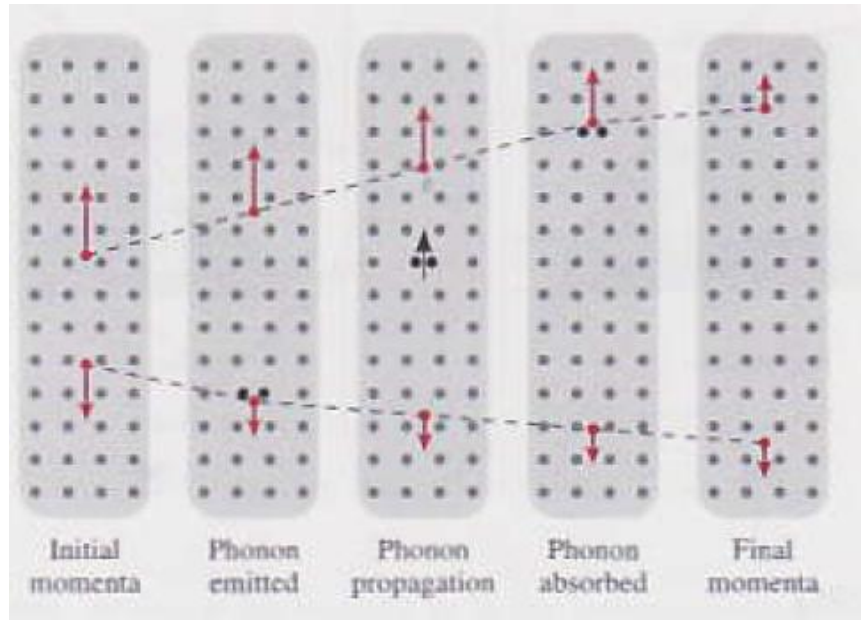 Initial
momenta
Phonon
emitted
Phonon
propagation
Phonon
absorbed
Final
momenta